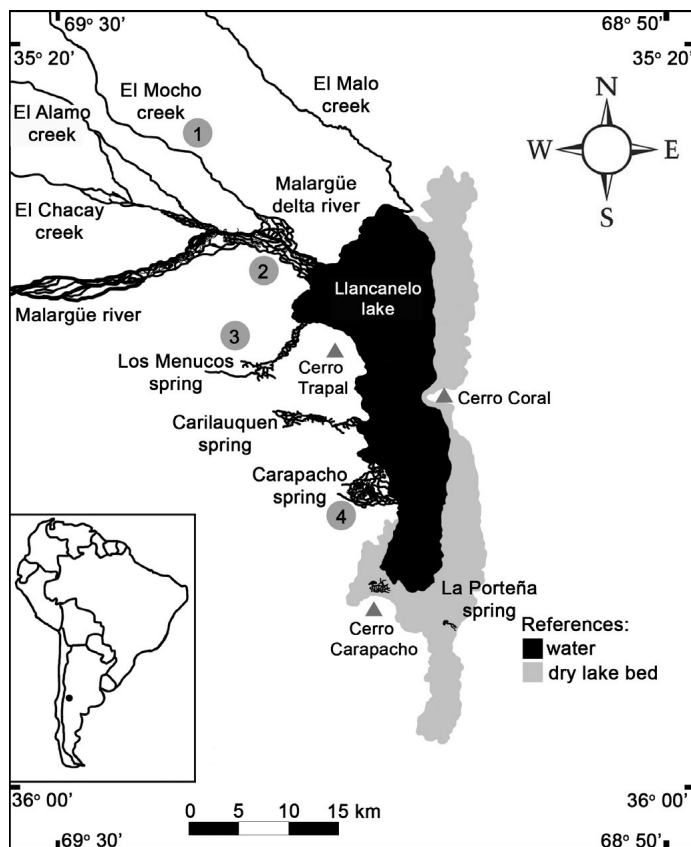 69° 30’
68° 50’
35° 20’
35° 20’
El Mocho
creek
El Malo
creek
El Alamo
creek
1
N
W
E
S
Malargüe
delta river
El Chacay
creek
2
Llancanelo
lake
Malargüe river
3
Los Menucos
spring
Cerro
Trapal
Cerro Coral
Carilauquen
spring
Carapacho
spring
4
La Porteña
spring
Cerro
Carapacho
References:
water
dry lake bed
36° 00’
36° 00’
0 5 10 15 km
69° 30’
68° 50’